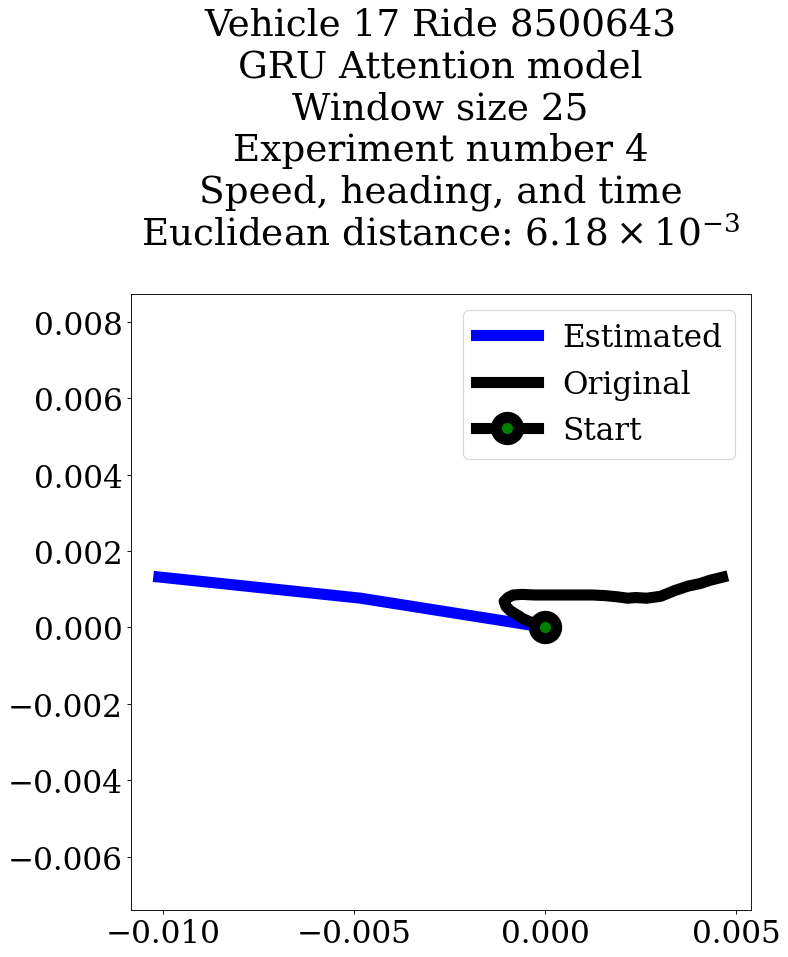 Vehicle 17 Ride 8500643
GRU Attention model
Window size 25
Experiment number 4
Speed, heading, and time
Euclidean distance: 6.18 × 10⁻³
Estimated
Original
Start
0.008
0.006
0.004
0.002
0.000
−0.002
−0.004
−0.006
−0.010 −0.005 0.000 0.005